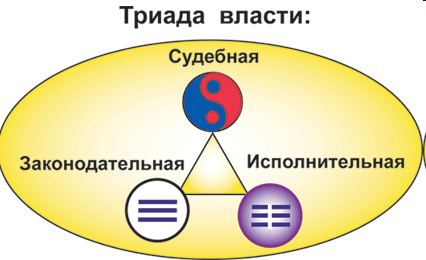 Триада власти:
Судебная
Законодательная
Исполнительная